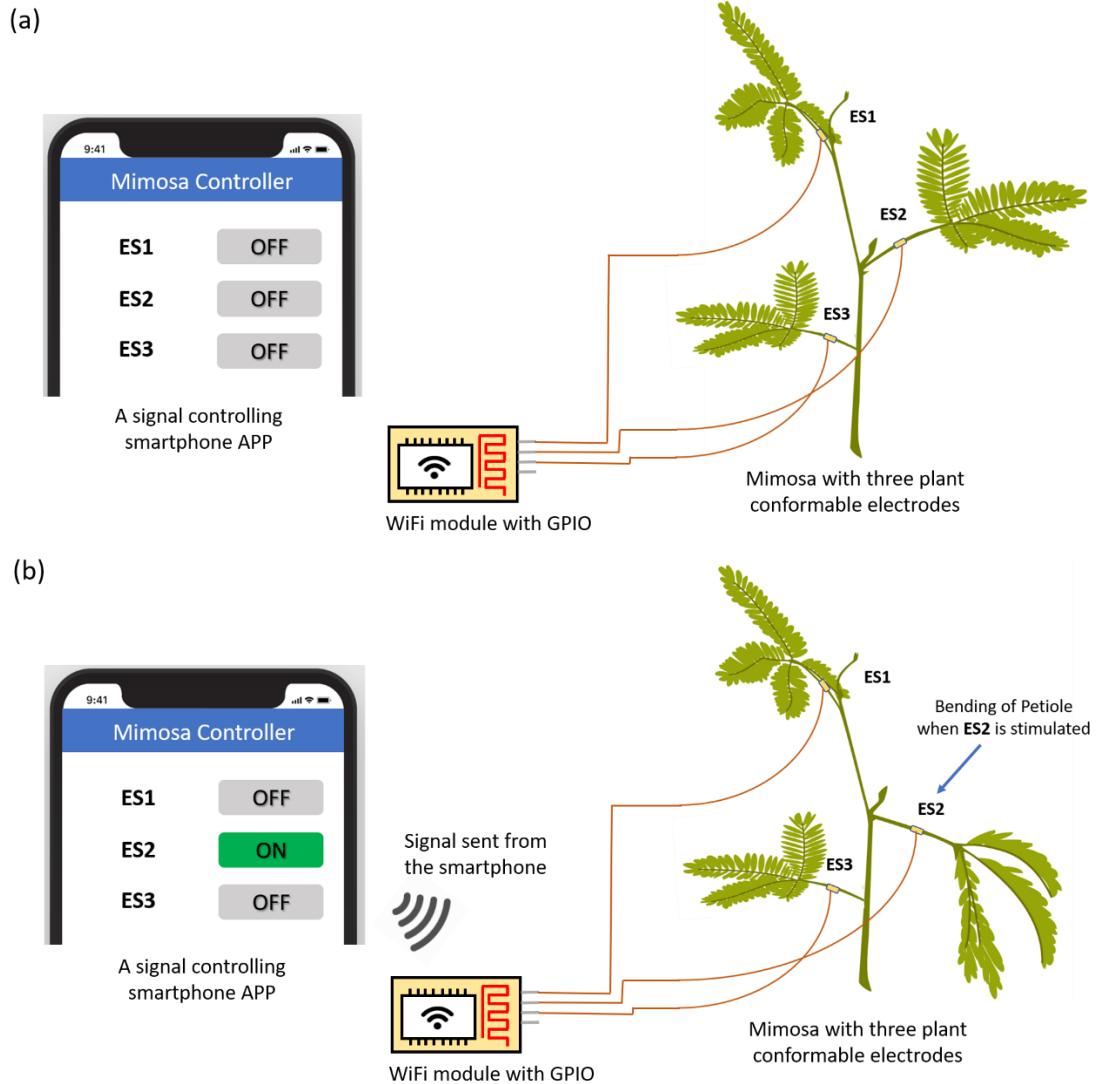 (a)
9:41
Mimosa Controller
ES1 OFF
ES2 OFF
ES3 OFF
A signal controlling
smartphone APP
WiFi module with GPIO
ES1
ES2
ES3
Mimosa with three plant
conformable electrodes
(b)
9:41
Mimosa Controller
ES1 OFF
ES2 ON
ES3 OFF
A signal controlling
smartphone APP
Signal sent from
the smartphone
WiFi module with GPIO
ES1
Bending of Petiole
when ES2 is stimulated
ES2
ES3
Mimosa with three plant
conformable electrodes